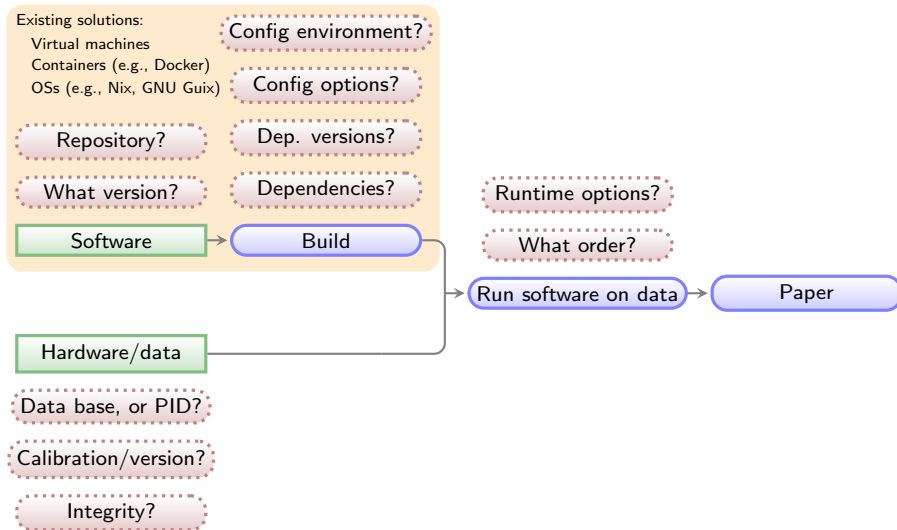 Existing solutions:
Virtual machines
Containers (e.g., Docker)
OSs (e.g., Nix, GNU Guix)
Config environment?
Config options?
Repository?
Dep. versions?
What version?
Dependencies?
Software
Build
Runtime options?
What order?
Run software on data
Paper
Hardware/data
Data base, or PID?
Calibration/version?
Integrity?